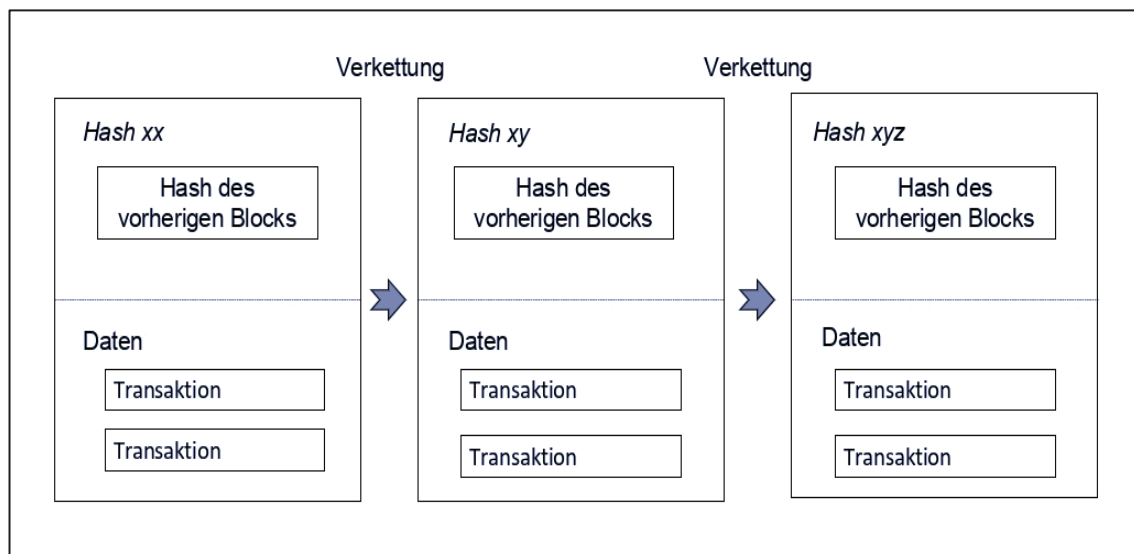 Verkettung
Verkettung
Hash xx
Hash des
vorherigen Blocks
Daten
Transaktion
Transaktion
Hash xy
Hash des
vorherigen Blocks
Daten
Transaktion
Transaktion
Hash xyz
Hash des
vorherigen Blocks
Daten
Transaktion
Transaktion